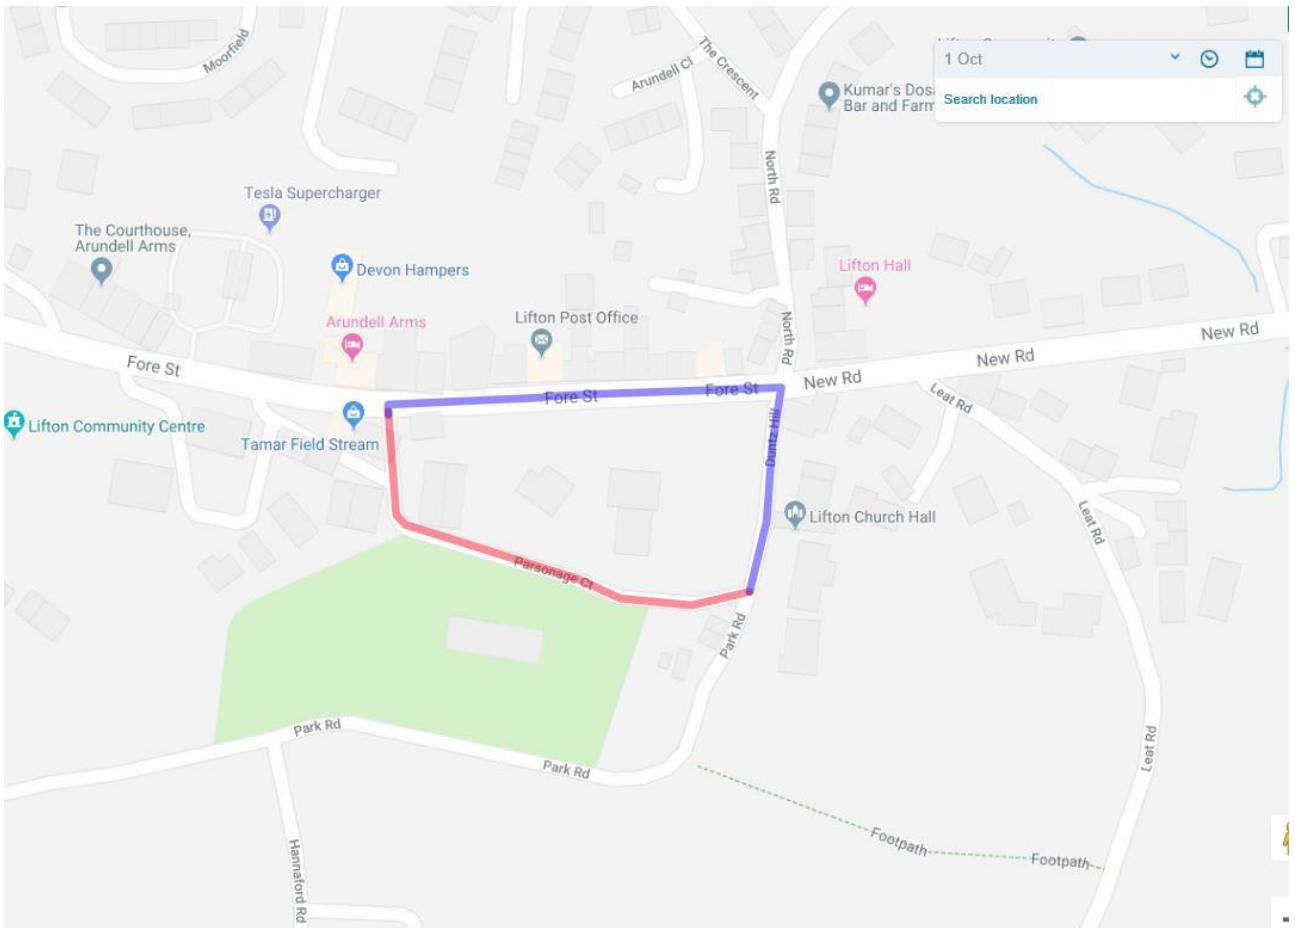 Moorfield
The Crescent
Arundell Cl
1 Oct
Search location
Kumar's Dosa
Bar and Farm
North Rd
Tesla Supercharger
The Courthouse,
Arundell Arms
Devon Hampers
Lifton Hall
Arundell Arms
Lifton Post Office
North Rd
New Rd
New Rd
New Rd
Fore St
Fore St
Fore St
Leat Rd
Lifton Community Centre
Tamar Field Stream
Duntz Hill
Lifton Church Hall
Leat Rd
Parsonage Ct
Park Rd
Park Rd
Park Rd
Leat Rd
Footpath
Footpath
Hannaford Rd